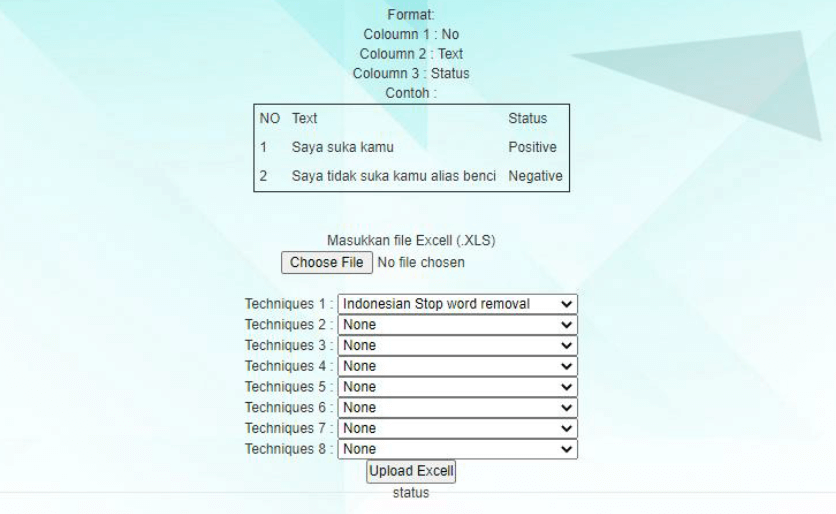 Format:
Coloumn 1 : No
Coloumn 2 : Text
Coloumn 3 : Status
Contoh :
NO Text Status
1 Saya suka kamu Positive
2 Saya tidak suka kamu alias benci Negative
Masukkan file Excell (.XLS)
Choose File No file chosen
Techniques 1 : Indonesian Stop word removal
Techniques 2 : None
Techniques 3 : None
Techniques 4 : None
Techniques 5 : None
Techniques 6 : None
Techniques 7 : None
Techniques 8 : None
Upload Excell
status